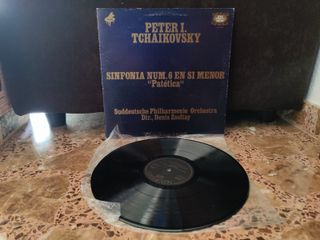 PETER I.
TCHAIKOVSKY
SINFONIA NUM. 6 EN SI MENOR
"Patética"
Suddeutsche Philharmonie Orchestra
Dir., Denis Zsoltay